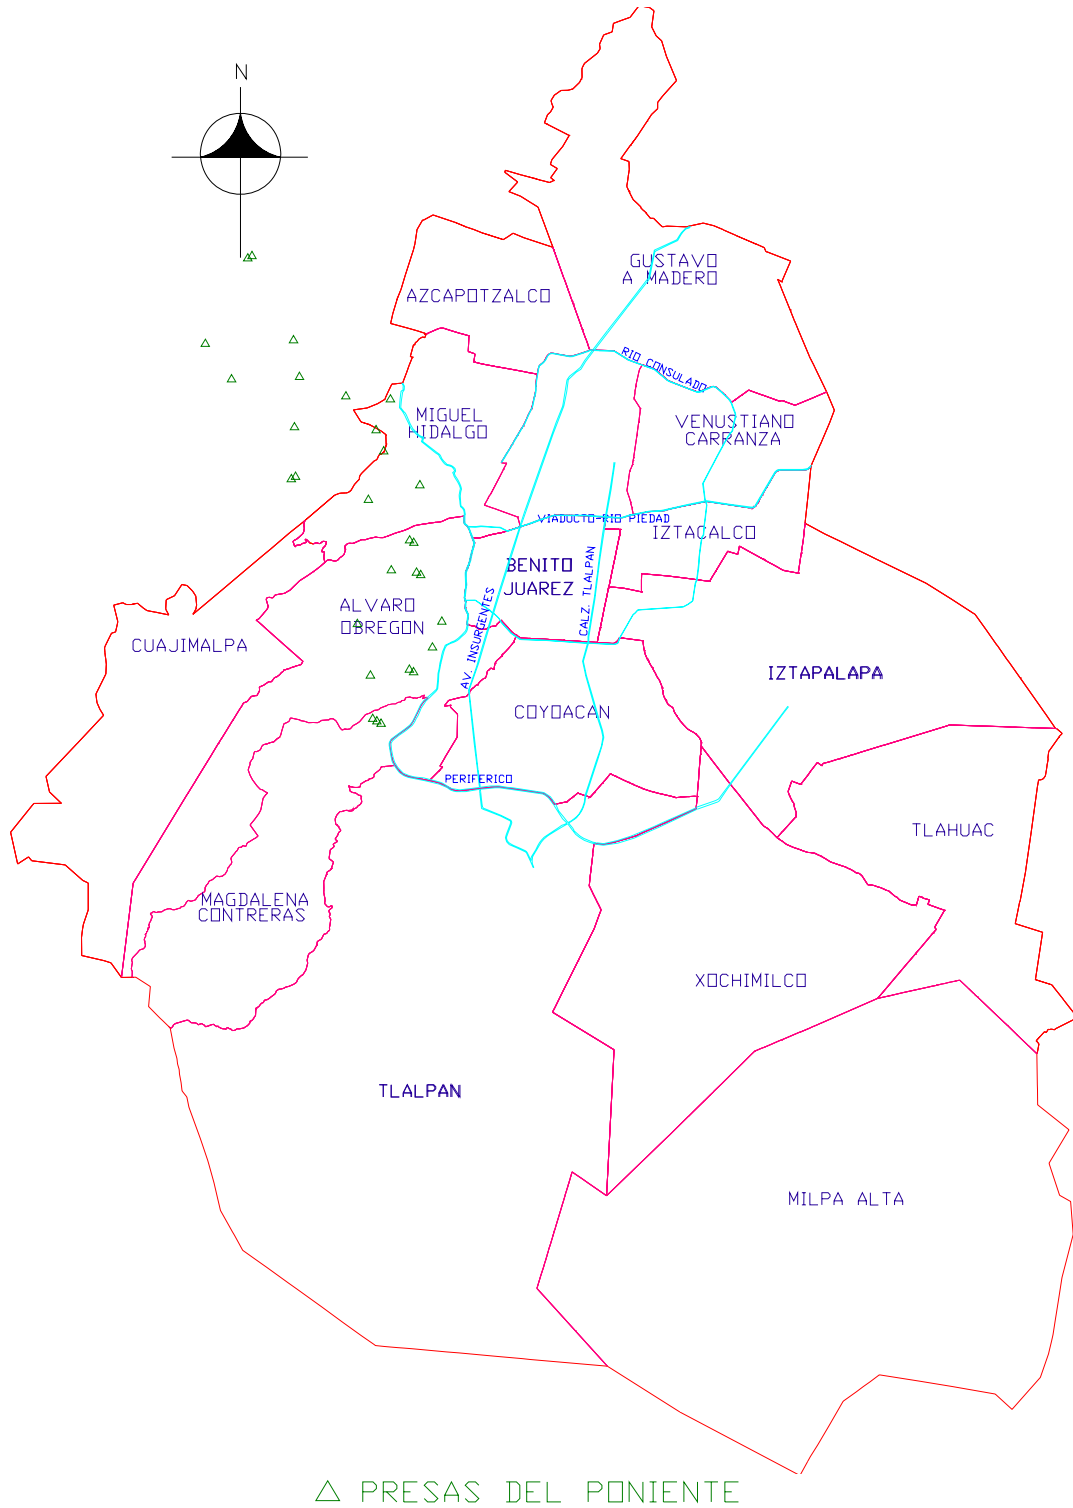 N
GUSTAVO
A MADERO
AZCAPOTZALCO
RIO CONSULADO
MIGUEL
HIDALGO
VENUSTIANO
CARRANZA
VIADUCTO-RIO PIEDAD
IZTACALCO
BENITO
JUAREZ
CALZ. TLALPAN
AV. INSURGENTES
ALVARO
OBREGON
CUAJIMALPA
IZTAPALAPA
COYOACAN
PERIFERICO
TLAHUAC
MAGDALENA
CONTRERAS
XOCHIMILCO
TLALPAN
MILPA ALTA
PRESAS DEL PONIENTE